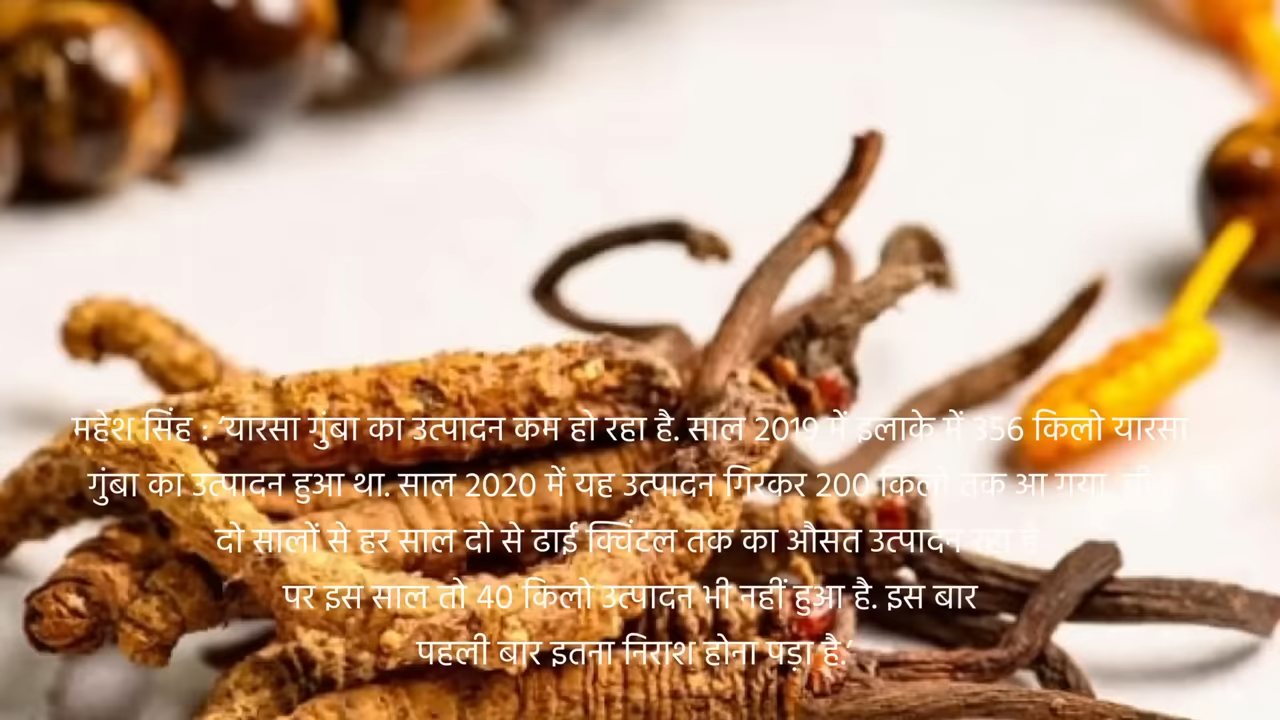 महेश सिंह : ‘यारसा गुंबा का उत्पादन कम हो रहा है. साल 2019 में इलाके में 356 किलो यारसा
गुंबा का उत्पादन हुआ था. साल 2020 में यह उत्पादन गिरकर 200 किलो तक आ गया.
दो सालों से हर साल दो से ढाई क्विंटल तक का औसत उत्पादन रहा है
पर इस साल तो 40 किलो उत्पादन भी नहीं हुआ है. इस बार
पहली बार इतना निराश होना पड़ा है.’